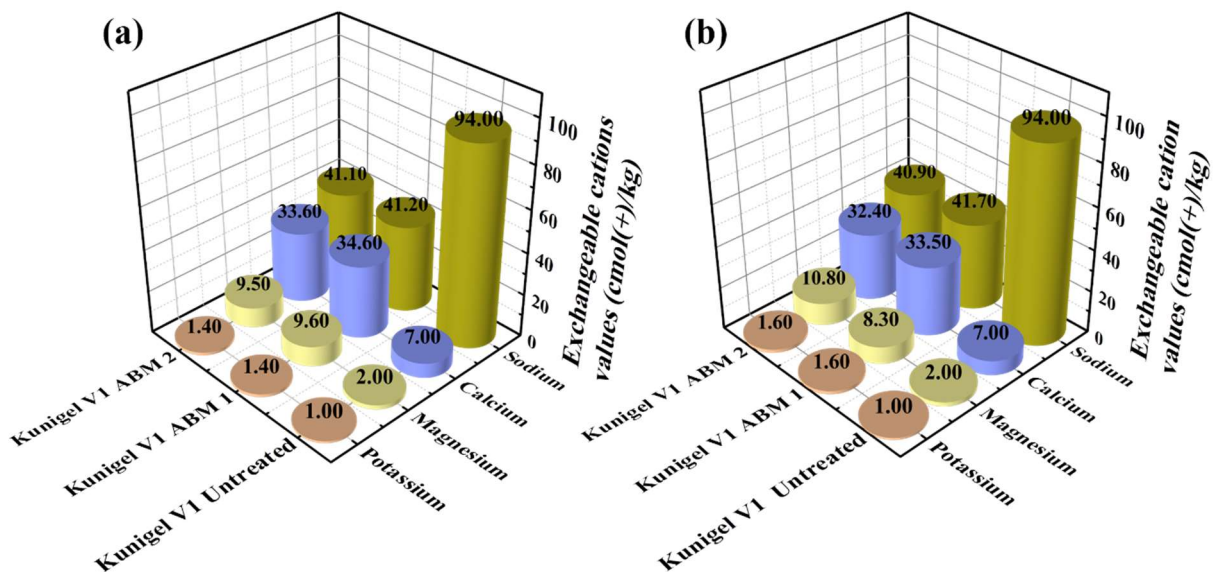 (a)
94.00
41.10
41.20
33.60
34.60
9.50
9.60
7.00
1.40
1.40
2.00
1.00
100
80
60
40
20
0
Exchangeable cations
values (cmol(+)/kg)
Sodium
Calcium
Magnesium
Potassium
Kunigel V1 ABM 2
Kunigel V1 ABM 1
Kunigel V1 Untreated
(b)
94.00
40.90
41.70
32.40
33.50
10.80
8.30
7.00
1.60
1.60
2.00
1.00
100
80
60
40
20
0
Exchangeable cation
values (cmol(+)/kg)
Sodium
Calcium
Magnesium
Potassium
Kunigel V1 ABM 2
Kunigel V1 ABM 1
Kunigel V1 Untreated